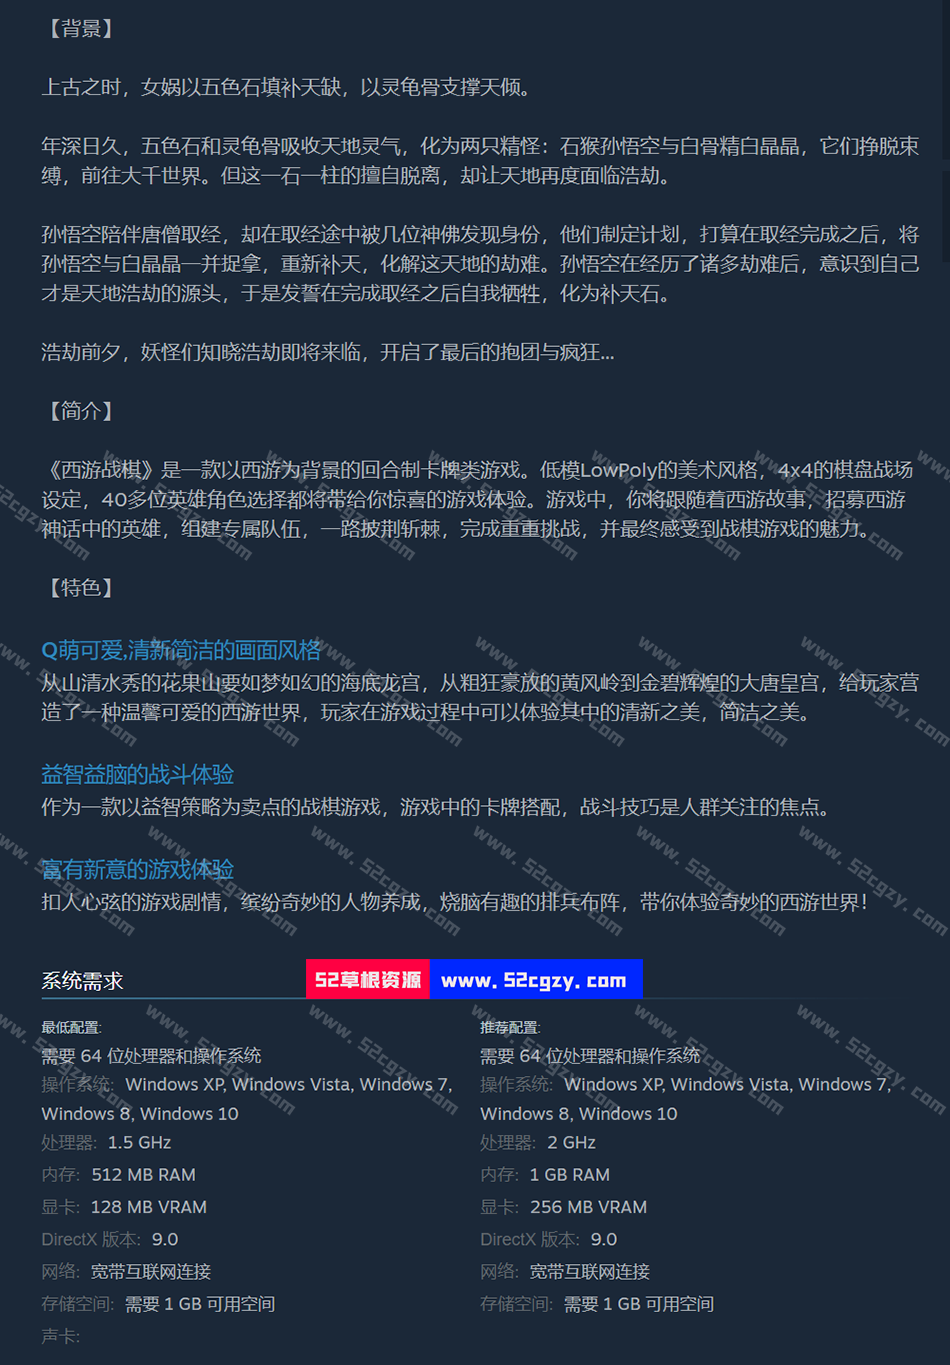 【背景】
上古之时，女娲以五色石填补天缺，以灵龟骨支撑天倾。
年深日久，五色石和灵龟骨吸收天地灵气，化为两只精怪：石猴孙悟空与白骨精白晶晶，它们挣脱束
缚，前往大千世界。但这一石一柱的擅自脱离，却让天地再度面临浩劫。
孙悟空陪伴唐僧取经，却在取经途中被几位神佛发现身份，他们制定计划，打算在取经完成之后，将
孙悟空与白晶晶一并捉拿，重新补天，化解这天地的劫难。孙悟空在经历了诸多劫难后，意识到自己
才是天地浩劫的源头，于是发誓在完成取经之后自我牺牲，化为补天石。
浩劫前夕，妖怪们知晓浩劫即将来临，开启了最后的抱团与疯狂...
【简介】
《西游战棋》是一款以西游为背景的回合制卡牌类游戏。低模LowPoly的美术风格，4x4的棋盘战场
设定，40多位英雄角色选择都将带给你惊喜的游戏体验。游戏中，你将跟随着西游故事，招募西游
神话中的英雄，组建专属队伍，一路披荆斩棘，完成重重挑战，并最终感受到战棋游戏的魅力。
【特色】
Q萌可爱,清新简洁的画面风格
从山清水秀的花果山要如梦如幻的海底龙宫，从粗狂豪放的黄风岭到金碧辉煌的大唐皇宫，给玩家营
造了一种温馨可爱的西游世界，玩家在游戏过程中可以体验其中的清新之美，简洁之美。
益智益脑的战斗体验
作为一款以益智策略为卖点的战棋游戏，游戏中的卡牌搭配，战斗技巧是人群关注的焦点。
富有新意的游戏体验
扣人心弦的游戏剧情，缤纷奇妙的人物养成，烧脑有趣的排兵布阵，带你体验奇妙的西游世界！
系统需求
52草根资源 www.52cgzy.com
最低配置:
需要 64 位处理器和操作系统
操作系统: Windows XP, Windows Vista, Windows 7,
Windows 8, Windows 10
处理器: 1.5 GHz
内存: 512 MB RAM
显卡: 128 MB VRAM
DirectX 版本: 9.0
网络: 宽带互联网连接
存储空间: 需要 1 GB 可用空间
声卡:
推荐配置:
需要 64 位处理器和操作系统
操作系统: Windows XP, Windows Vista, Windows 7,
Windows 8, Windows 10
处理器: 2 GHz
内存: 1 GB RAM
显卡: 256 MB VRAM
DirectX 版本: 9.0
网络: 宽带互联网连接
存储空间: 需要 1 GB 可用空间